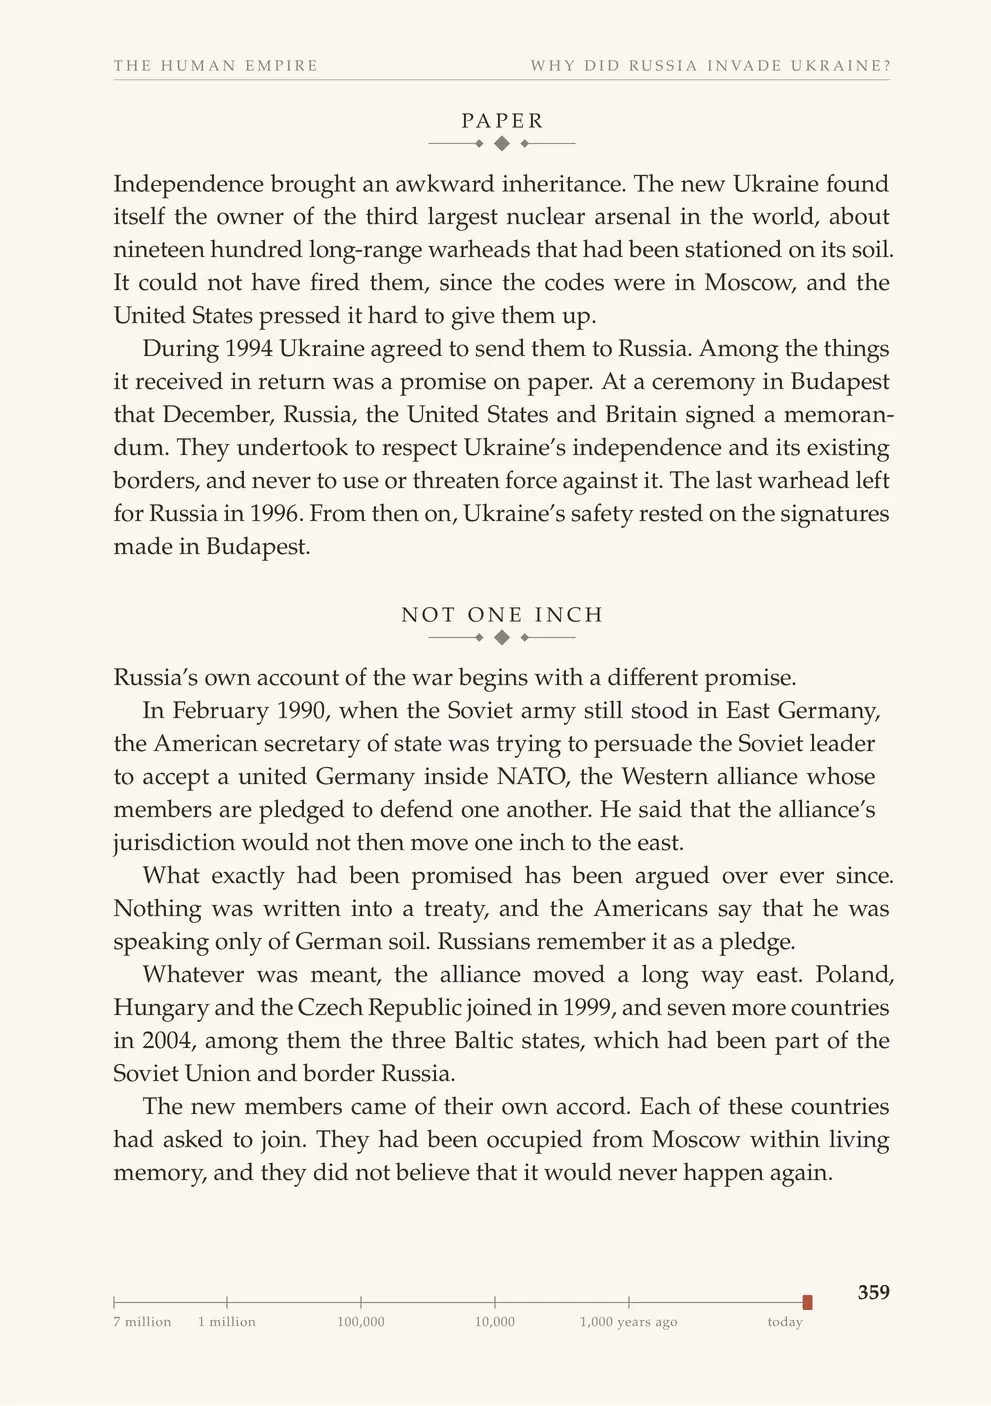 THE HUMAN EMPIRE
WHY DID RUSSIA INVADE UKRAINE?
PAPER
Independence brought an awkward inheritance. The new Ukraine found
itself the owner of the third largest nuclear arsenal in the world, about
nineteen hundred long-range warheads that had been stationed on its soil.
It could not have fired them, since the codes were in Moscow, and the
United States pressed it hard to give them up.
During 1994 Ukraine agreed to send them to Russia. Among the things
it received in return was a promise on paper. At a ceremony in Budapest
that December, Russia, the United States and Britain signed a memoran-
dum. They undertook to respect Ukraine’s independence and its existing
borders, and never to use or threaten force against it. The last warhead left
for Russia in 1996. From then on, Ukraine’s safety rested on the signatures
made in Budapest.
NOT ONE INCH
Russia’s own account of the war begins with a different promise.
In February 1990, when the Soviet army still stood in East Germany,
the American secretary of state was trying to persuade the Soviet leader
to accept a united Germany inside NATO, the Western alliance whose
members are pledged to defend one another. He said that the alliance’s
jurisdiction would not then move one inch to the east.
What exactly had been promised has been argued over ever since.
Nothing was written into a treaty, and the Americans say that he was
speaking only of German soil. Russians remember it as a pledge.
Whatever was meant, the alliance moved a long way east. Poland,
Hungary and the Czech Republic joined in 1999, and seven more countries
in 2004, among them the three Baltic states, which had been part of the
Soviet Union and border Russia.
The new members came of their own accord. Each of these countries
had asked to join. They had been occupied from Moscow within living
memory, and they did not believe that it would never happen again.
359
7 million 1 million 100,000 10,000 1,000 years ago today